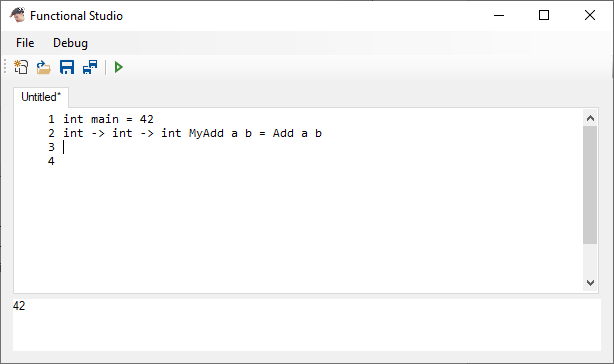 Functional Studio
File Debug
Untitled*
1 int main = 42
2 int -> int -> int MyAdd a b = Add a b
3
4
42